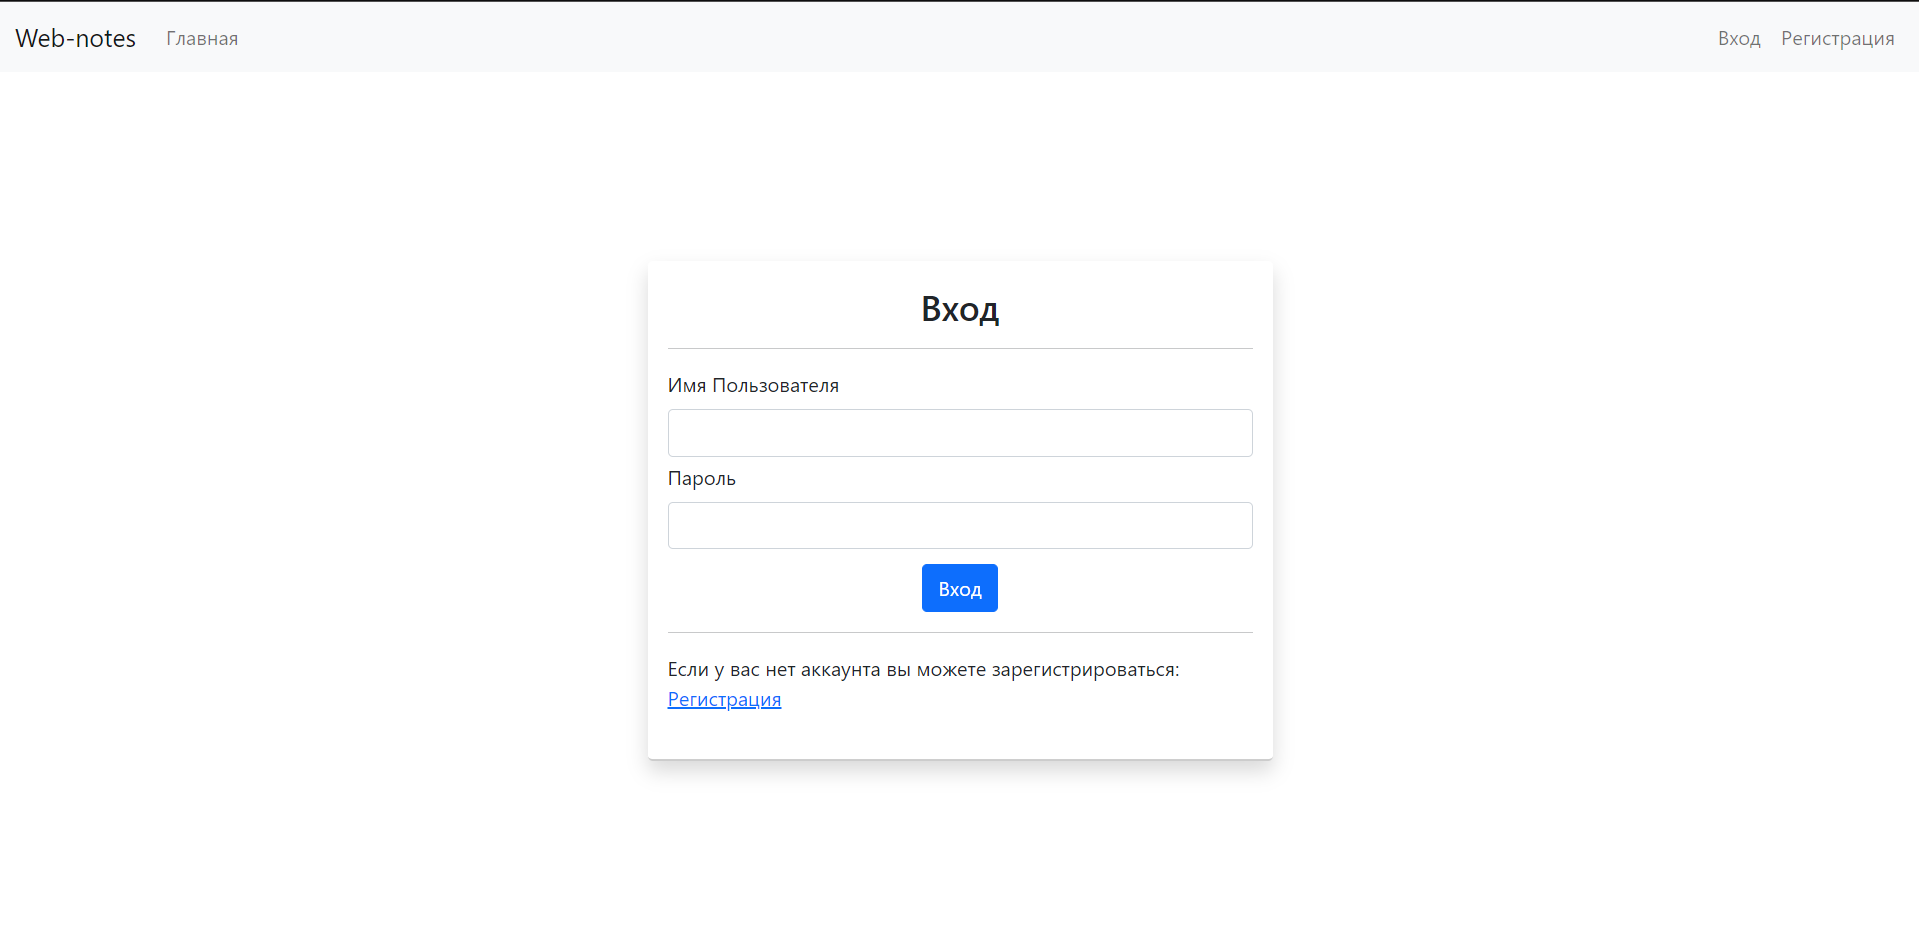 Web-notes Главная Вход Регистрация
Вход
Имя Пользователя
Пароль
Вход
Если у вас нет аккаунта вы можете зарегистрироваться:
Регистрация